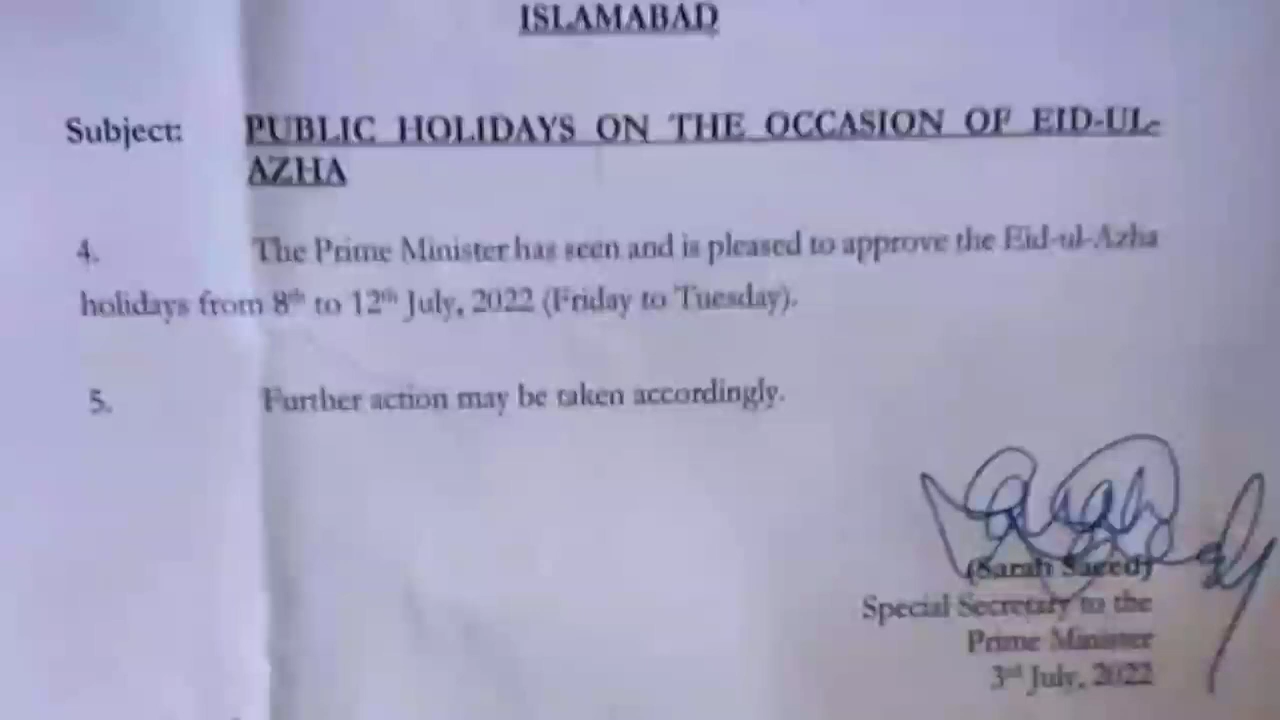 ISLAMABAD
Subject: PUBLIC HOLIDAYS ON THE OCCASION OF EID-UL-
AZHA
4. The Prime Minister has seen and is pleased to approve the Eid-ul-Azha
holidays from 8th to 12th July, 2022 (Friday to Tuesday).
5. Further action may be taken accordingly.
(Sarah Saeed)
Special Secretary to the
Prime Minister
3rd July, 2022